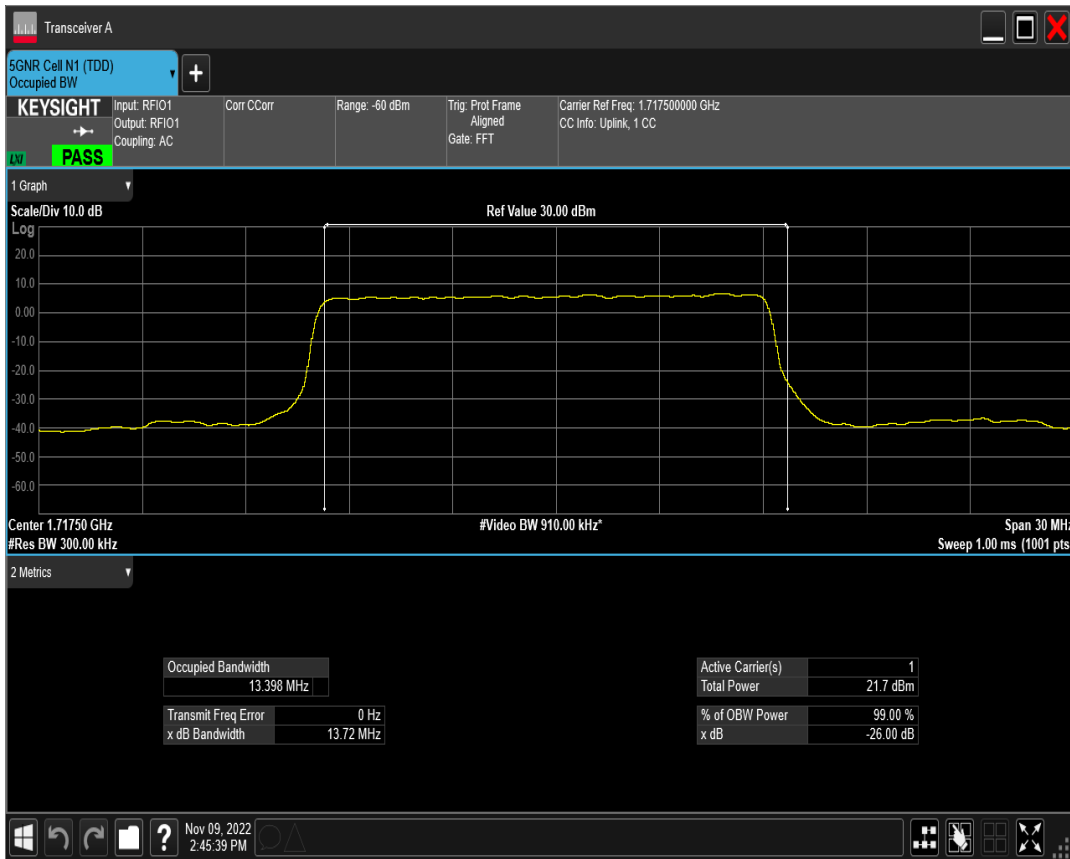 Transceiver A
5GNR Cell N1 (TDD)
Occupied BW
+
KEYSIGHT
LXI
PASS
Input: RFIO1
Output: RFIO1
Coupling: AC
Corr CCorr
Range: -60 dBm
Trig: Prot Frame
Aligned
Gate: FFT
Carrier Ref Freq: 1.717500000 GHz
CC Info: Uplink, 1 CC
1 Graph
Scale/Div 10.0 dB
Ref Value 30.00 dBm
Log
20.0
10.0
0.00
-10.0
-20.0
-30.0
-40.0
-50.0
-60.0
Center 1.71750 GHz
#Video BW 910.00 kHz*
Span 30 MHz
#Res BW 300.00 kHz
Sweep 1.00 ms (1001 pts
2 Metrics
Occupied Bandwidth
13.398 MHz
Transmit Freq Error 0 Hz
x dB Bandwidth 13.72 MHz
Active Carrier(s) 1
Total Power 21.7 dBm
% of OBW Power 99.00 %
x dB -26.00 dB
?
Nov 09, 2022
2:45:39 PM